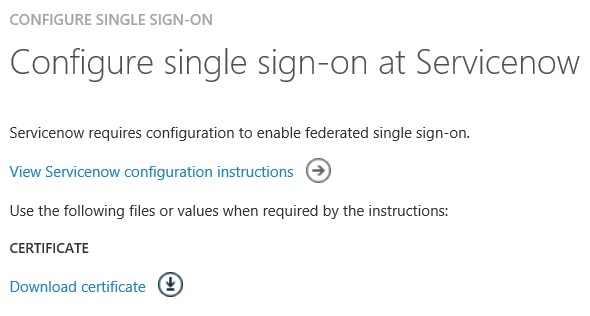 CONFIGURE SINGLE SIGN-ON
Configure single sign-on at Servicenow
Servicenow requires configuration to enable federated single sign-on.
View Servicenow configuration instructions
Use the following files or values when required by the instructions:
CERTIFICATE
Download certificate